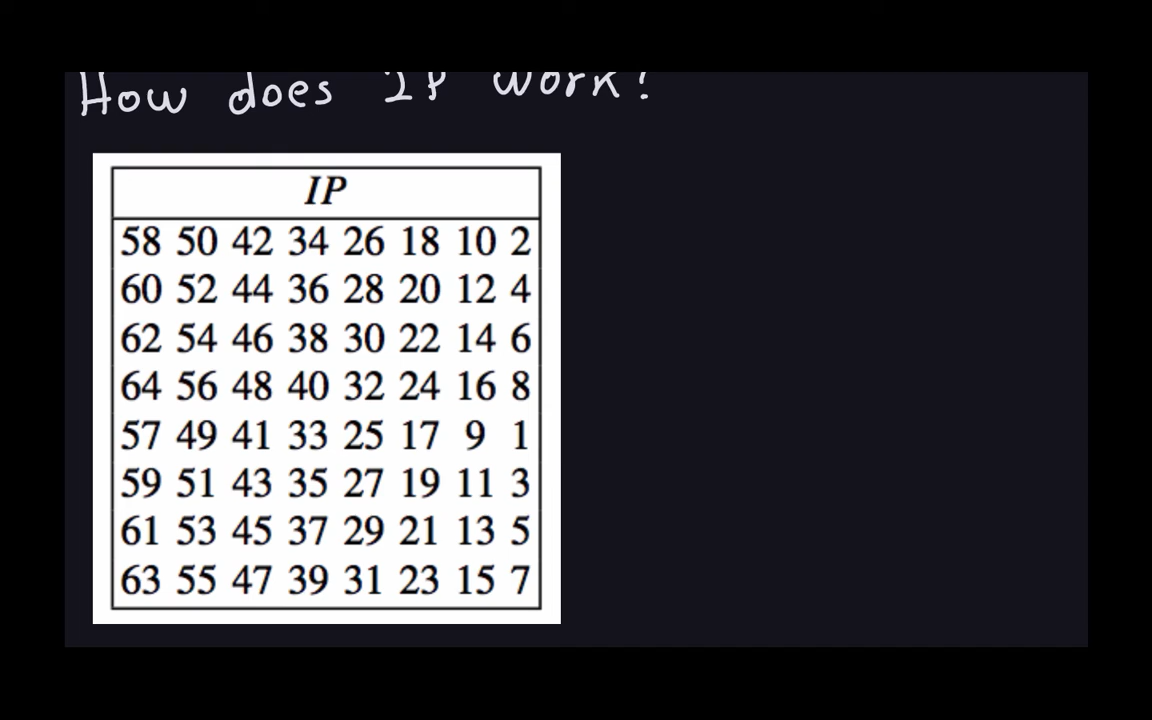 How does IP work?
IP
58 50 42 34 26 18 10 2
60 52 44 36 28 20 12 4
62 54 46 38 30 22 14 6
64 56 48 40 32 24 16 8
57 49 41 33 25 17 9 1
59 51 43 35 27 19 11 3
61 53 45 37 29 21 13 5
63 55 47 39 31 23 15 7